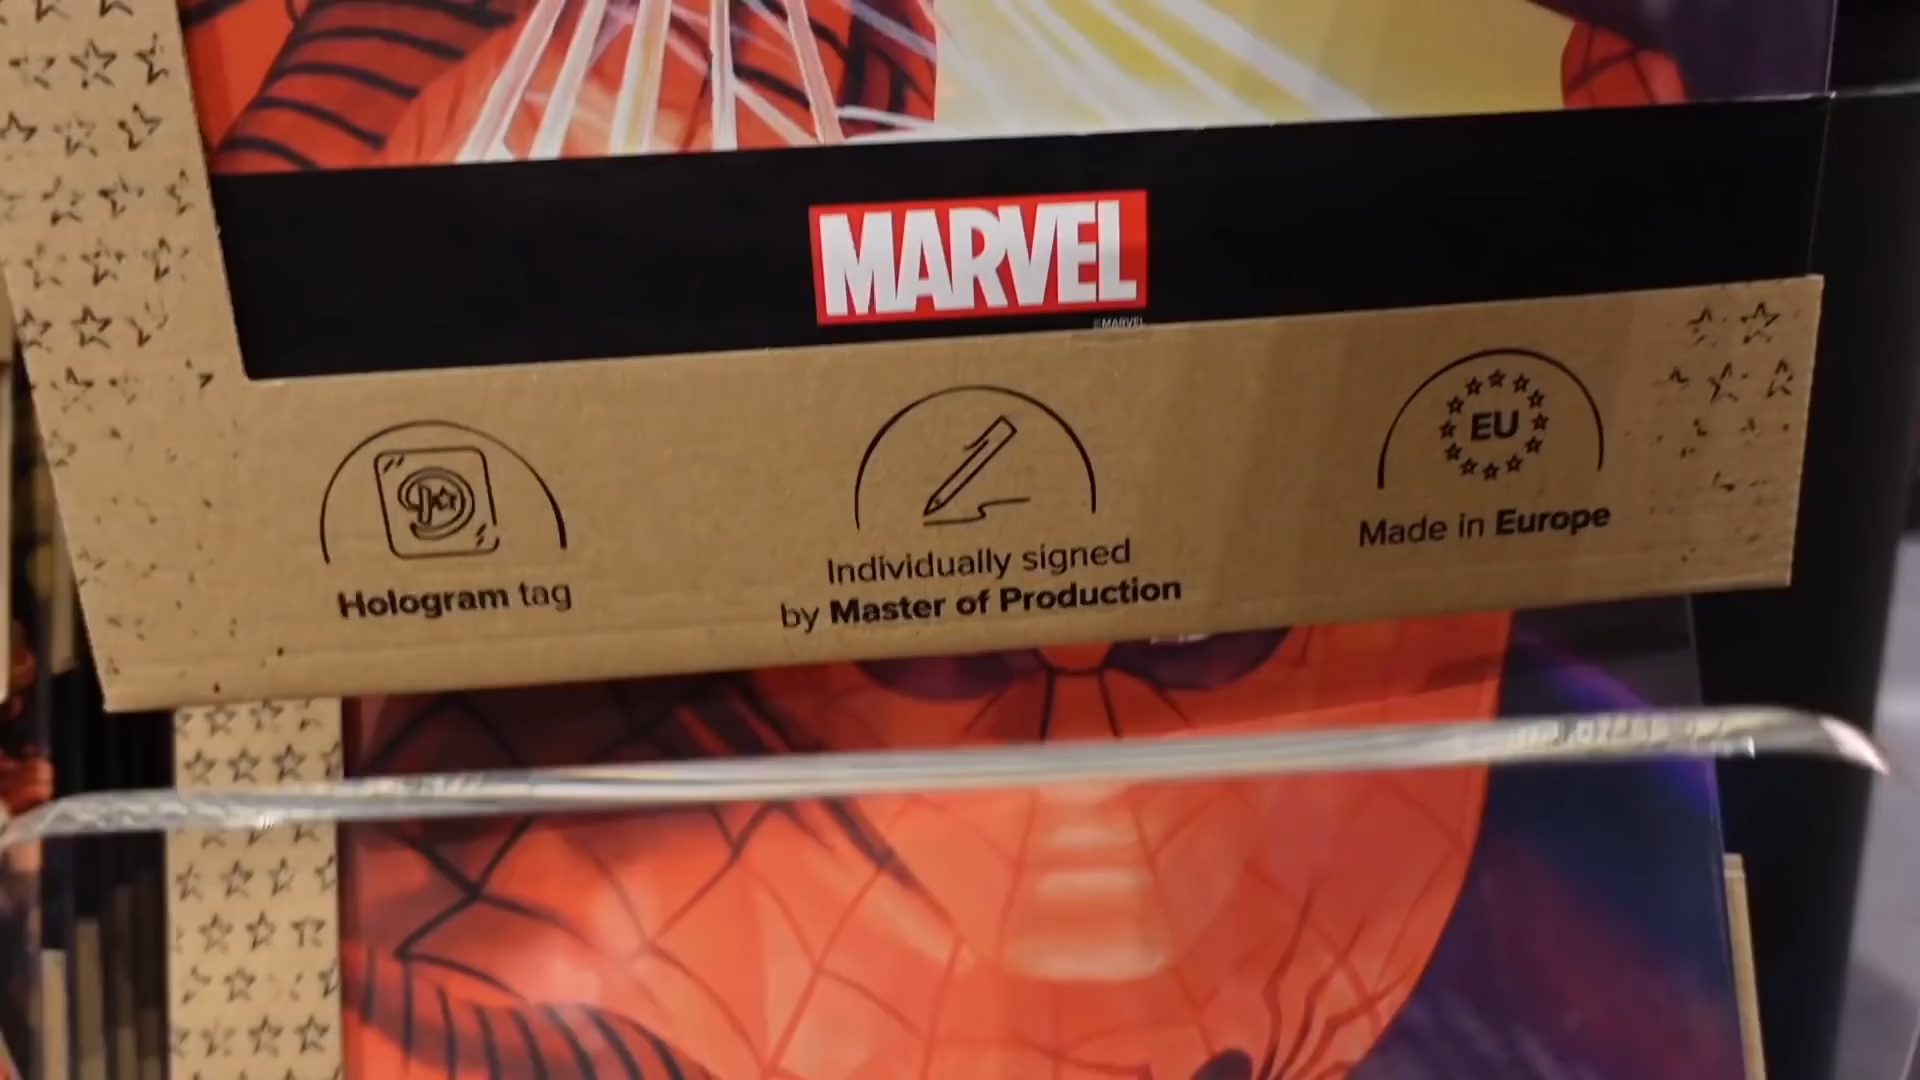 MARVEL
©MARVEL
EU
Hologram tag
Individually signed
by Master of Production
Made in Europe